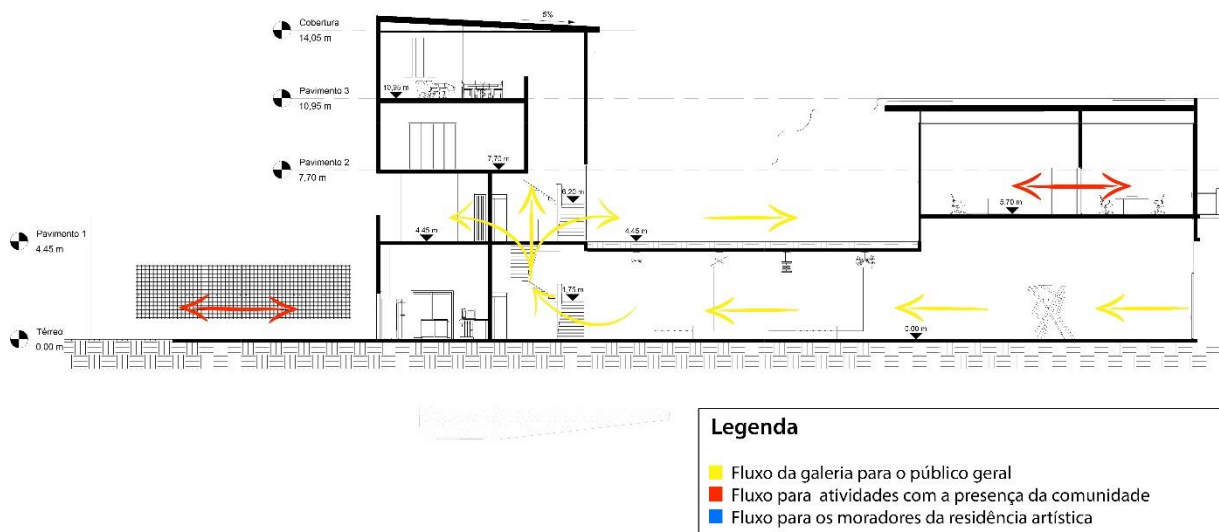 5%
Cobertura
14,05 m
Pavimento 3
10,95 m
10,95 m
Pavimento 2
7,70 m
7,70 m
6,20 m
5.70 m
Pavimento 1
4.45 m
4.45 m
4.45 m
1,75 m
Térreo
0,00 m
0.00 m
Legenda
Fluxo da galeria para o público geral
Fluxo para atividades com a presença da comunidade
Fluxo para os moradores da residência artística